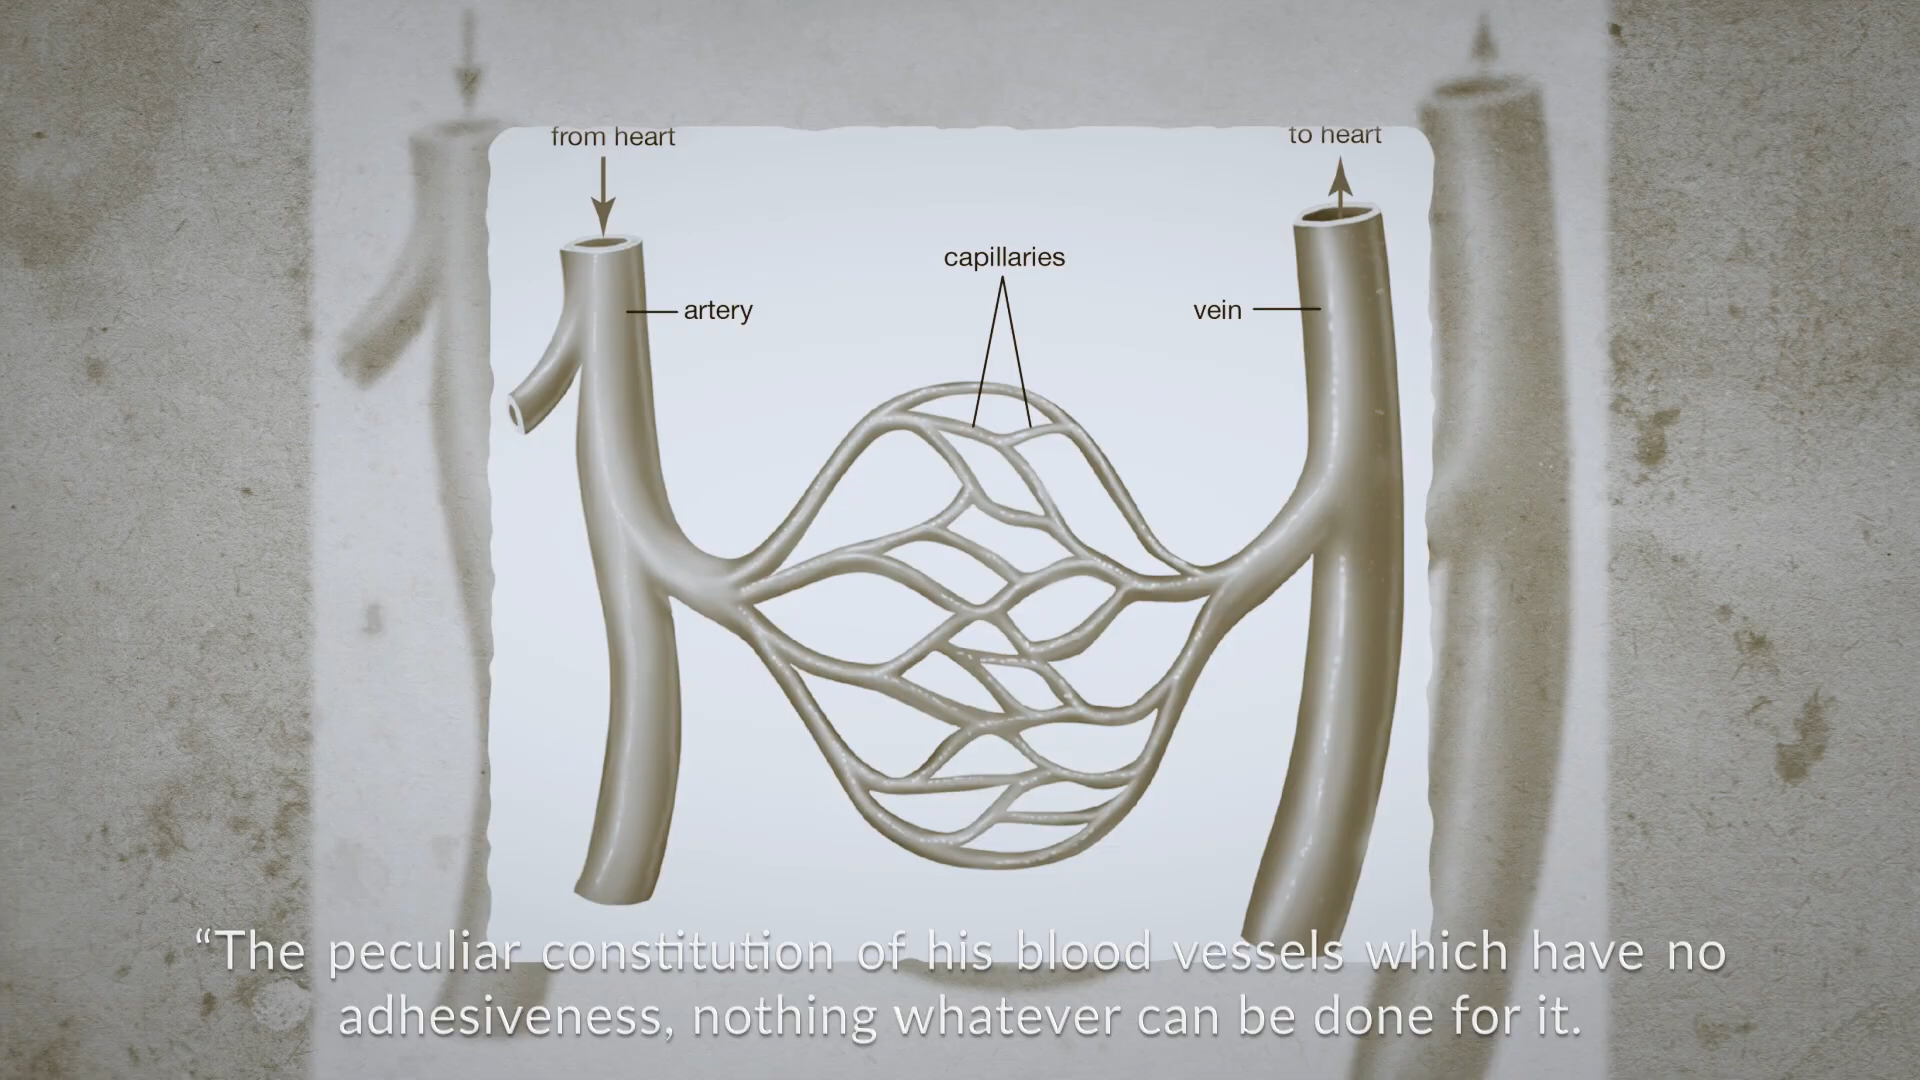 from heart
to heart
capillaries
artery
vein
“The peculiar constitution of his blood vessels which have no
adhesiveness, nothing whatever can be done for it.